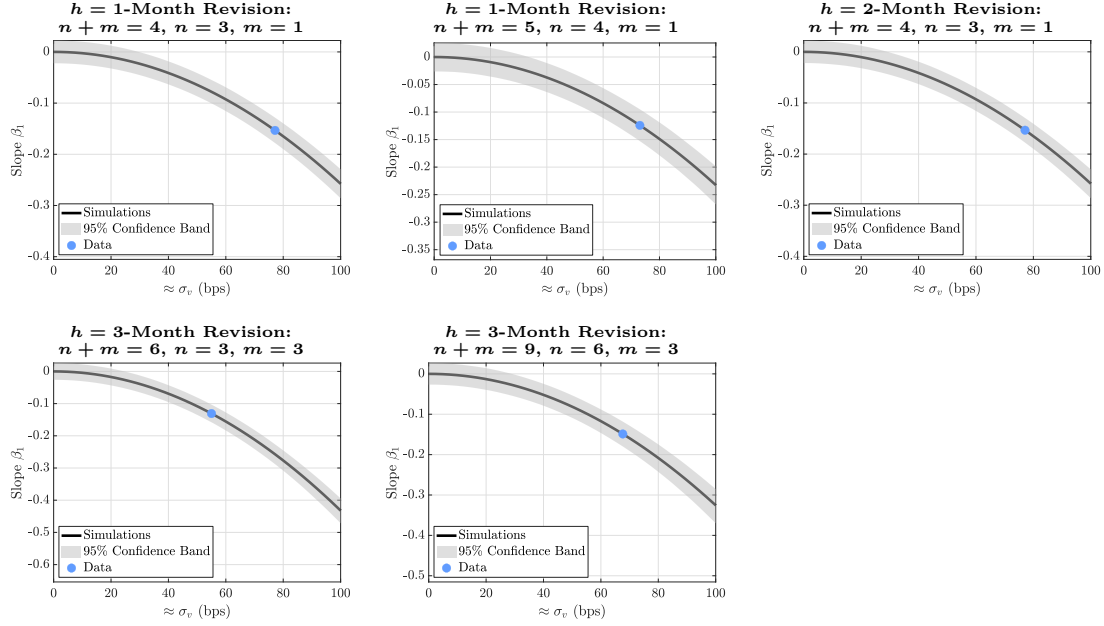 h = 1-Month Revision:
n + m = 4, n = 3, m = 1
0
-0.1
-0.2
-0.3
-0.4
Slope β₁
Simulations
95% Confidence Band
Data
0 20 40 60 80 100
≈ σᵥ (bps)
h = 1-Month Revision:
n + m = 5, n = 4, m = 1
0
-0.05
-0.1
-0.15
-0.2
-0.25
-0.3
-0.35
Slope β₁
Simulations
95% Confidence Band
Data
0 20 40 60 80 100
≈ σᵥ (bps)
h = 2-Month Revision:
n + m = 4, n = 3, m = 1
0
-0.1
-0.2
-0.3
-0.4
Slope β₁
Simulations
95% Confidence Band
Data
0 20 40 60 80 100
≈ σᵥ (bps)
h = 3-Month Revision:
n + m = 6, n = 3, m = 3
0
-0.1
-0.2
-0.3
-0.4
-0.5
-0.6
Slope β₁
Simulations
95% Confidence Band
Data
0 20 40 60 80 100
≈ σᵥ (bps)
h = 3-Month Revision:
n + m = 9, n = 6, m = 3
0
-0.1
-0.2
-0.3
-0.4
-0.5
Slope β₁
Simulations
95% Confidence Band
Data
0 20 40 60 80 100
≈ σᵥ (bps)